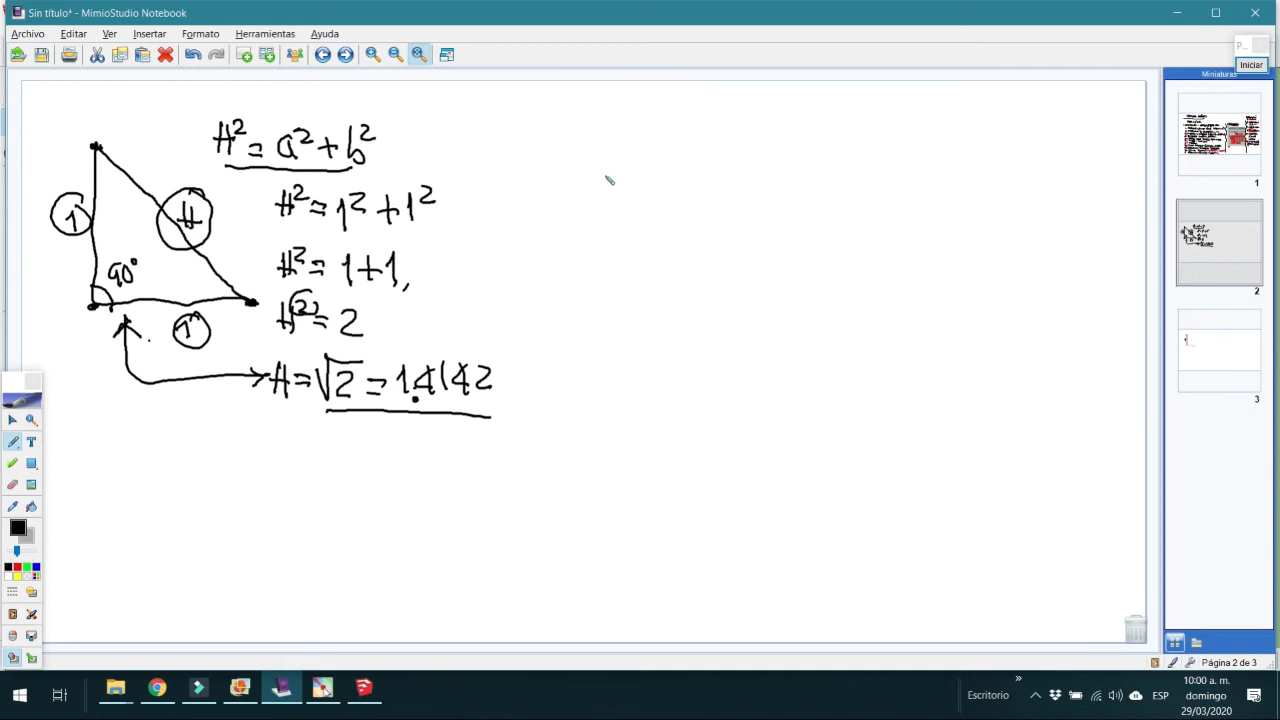 Sin título* - MimioStudio Notebook
Archivo Editar Ver Insertar Formato Herramientas Ayuda
P...
Iniciar
Miniaturas
H² = a² + b²
H² = 1² + 1²
1
H
90°
H² = 1 + 1,
H² = 2
1
H = √2 = 1.4142
1
2
3
Página 2 de 3
Escritorio
»
ESP
10:00 a. m.
domingo
29/03/2020